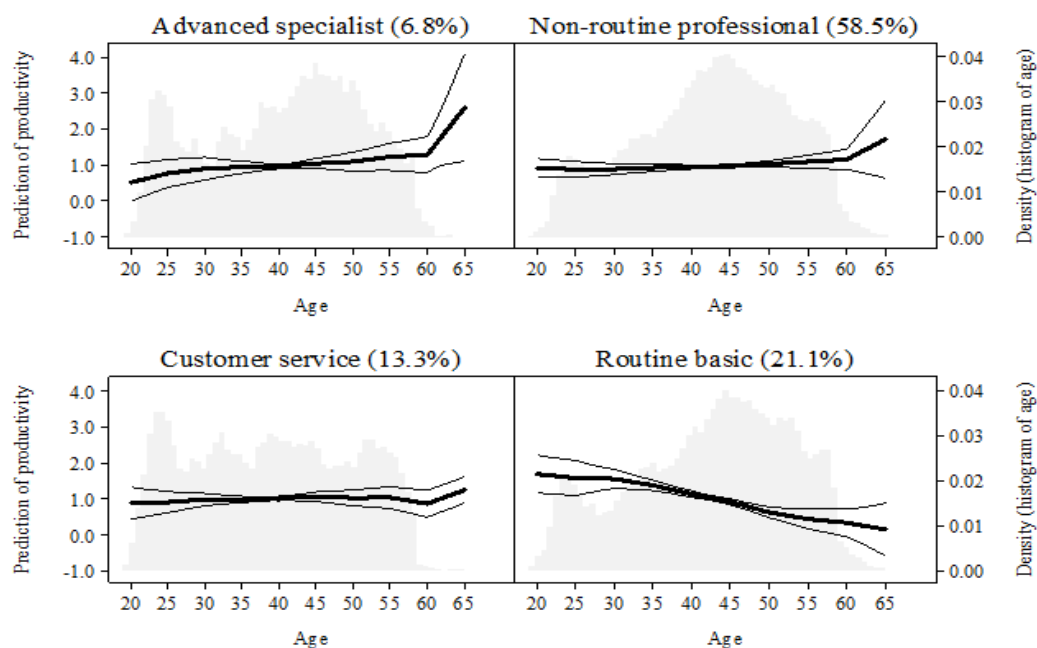 Advanced specialist (6.8%)
Non-routine professional (58.5%)
Prediction of productivity
4.0
3.0
2.0
1.0
0.0
-1.0
0.04
0.03
0.02
0.01
0.00
Density (histogram of age)
20 25 30 35 40 45 50 55 60 65
20 25 30 35 40 45 50 55 60 65
Age
Age
Customer service (13.3%)
Routine basic (21.1%)
Prediction of productivity
4.0
3.0
2.0
1.0
0.0
-1.0
0.04
0.03
0.02
0.01
0.00
Density (histogram of age)
20 25 30 35 40 45 50 55 60 65
20 25 30 35 40 45 50 55 60 65
Age
Age